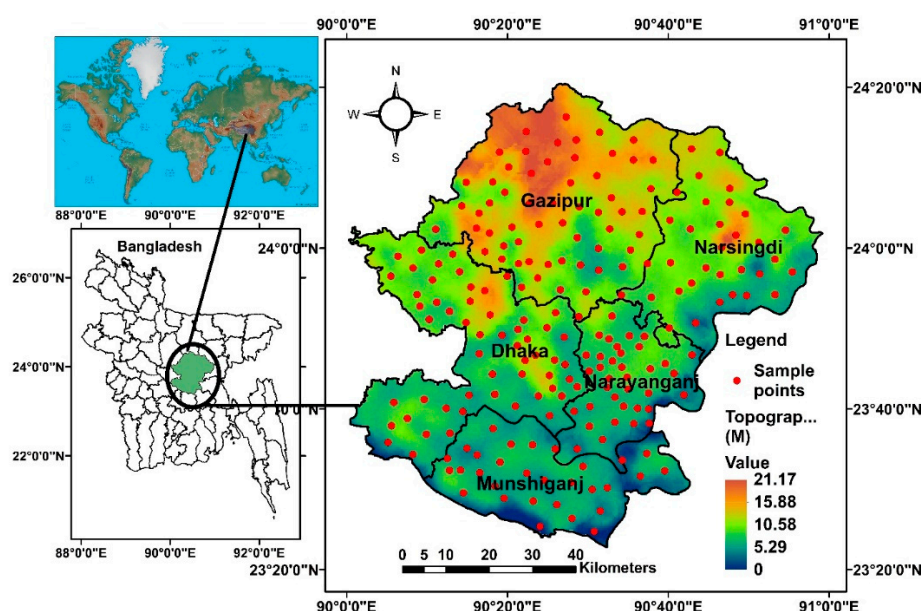 90°0'0"E 90°20'0"E 90°40'0"E 91°0'0"E
24°20'0"N
N
W E
S
88°0'0"E 90°0'0"E 92°0'0"E
Bangladesh
24°0'0"N
26°0'0"N
24°0'0"N
22°0'0"N
88°0'0"E 90°0'0"E 92°20'0"E
23°20'0"N
Gazipur
Narsingdi
Dhaka
Narayanganj
Munshiganj
Legend
Sample
points
Topograp...
(M)
Value
21.17
15.88
10.58
5.29
0
24°20'0"N
24°0'0"N
23°40'0"N
23°20'0"N
0 5 10 20 30 40
Kilometers
90°0'0"E 90°20'0"E 90°40'0"E 91°0'0"E